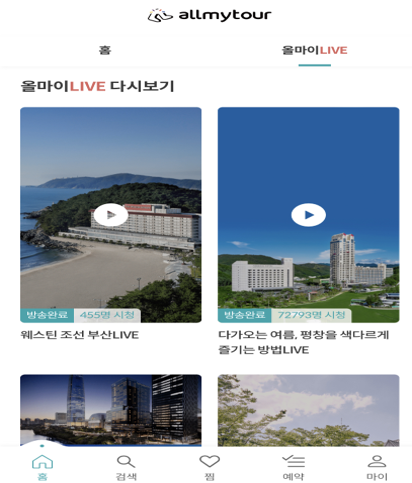 allmytour
홈
올마이LIVE
올마이LIVE 다시보기
방송완료 455명 시청
방송완료 72793명 시청
웨스틴 조선 부산LIVE
다가오는 여름, 평창을 색다르게
즐기는 방법LIVE
홈
검색
찜
예약
마이